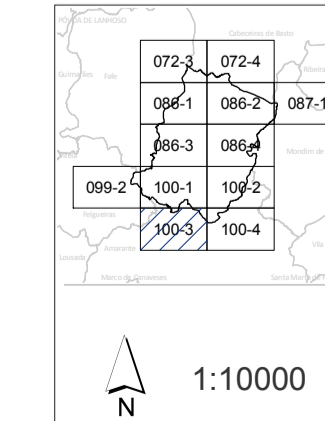 PÓVOA DE LANHOSO
Cabeceiras de Basto
072-3 072-4
Guimarães Fafe Ribeira
086-1 086-2 087-1
086-3 086-4
Mondim de
099-2 100-1 100-2
Felgueiras
100-3 100-4
Amarante Vila
Lousada
Marco de Canaveses Santa Marta de
N
1:10000